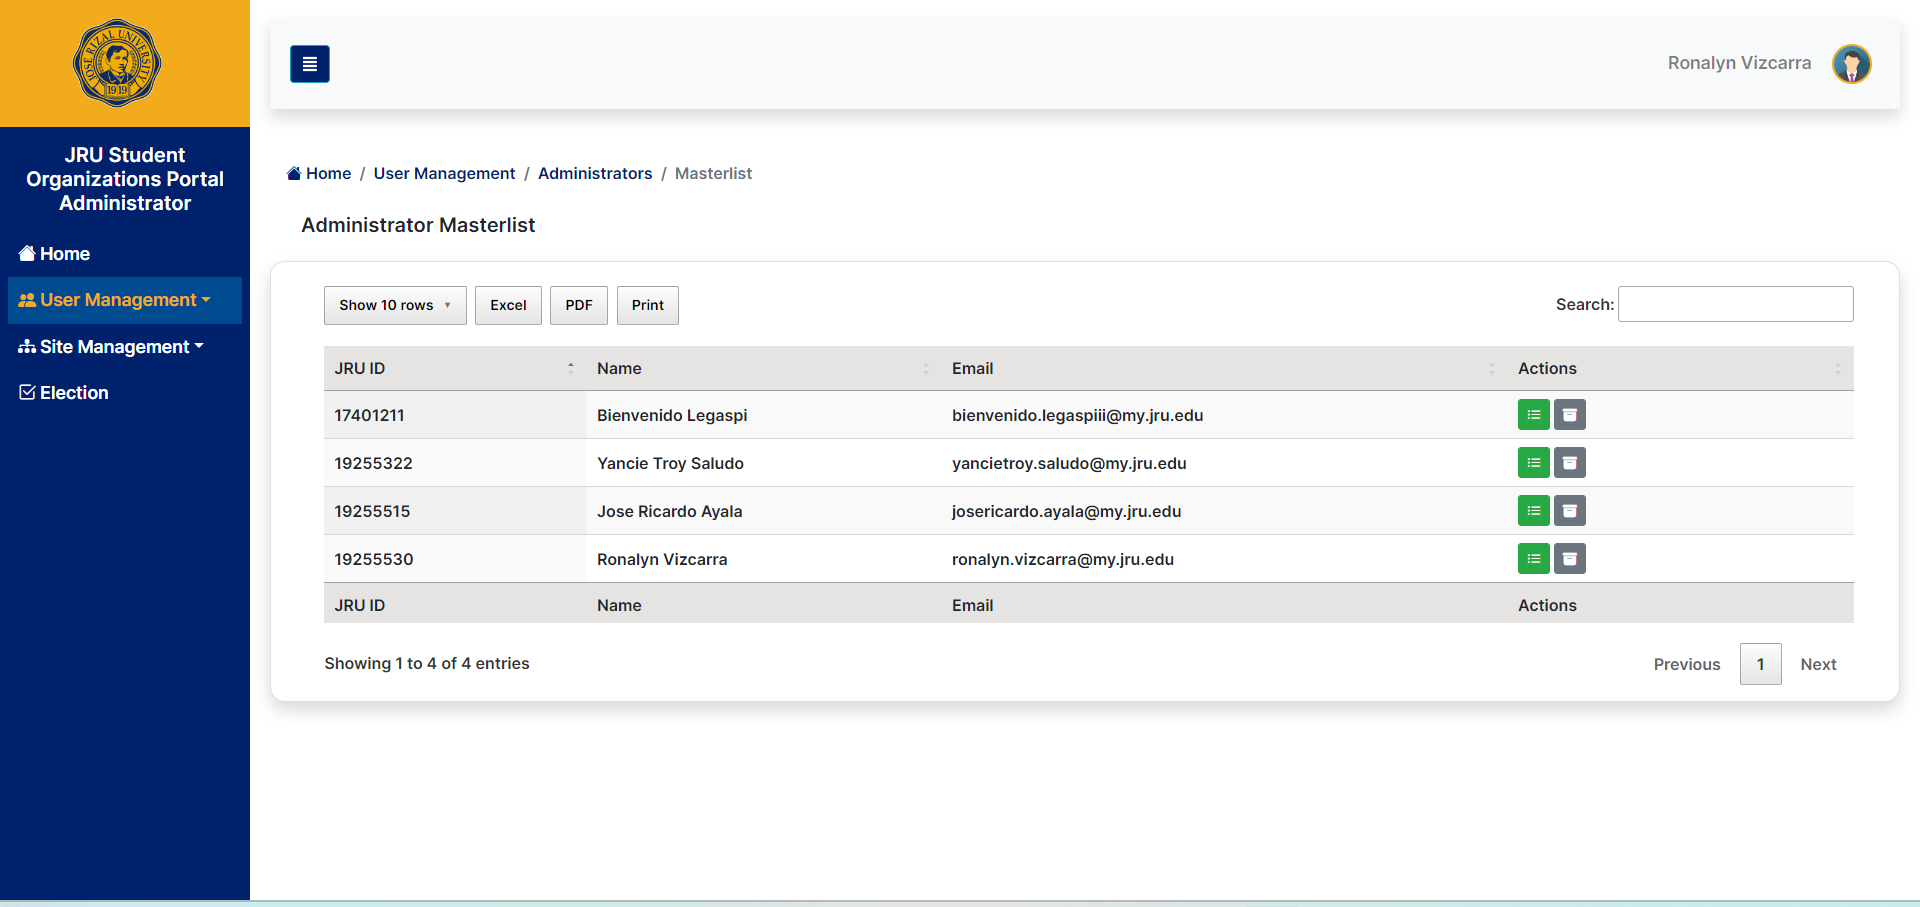 JOSE RIZAL UNIVERSITY
1919
JRU Student
Organizations Portal
Administrator
Home
User Management
Site Management
Election
Ronalyn Vizcarra
Home / User Management / Administrators / Masterlist
Administrator Masterlist
Show 10 rows Excel PDF Print Search:
JRU ID Name Email Actions
17401211 Bienvenido Legaspi bienvenido.legaspiii@my.jru.edu
19255322 Yancie Troy Saludo yancietroy.saludo@my.jru.edu
19255515 Jose Ricardo Ayala josericardo.ayala@my.jru.edu
19255530 Ronalyn Vizcarra ronalyn.vizcarra@my.jru.edu
JRU ID Name Email Actions
Showing 1 to 4 of 4 entries Previous 1 Next